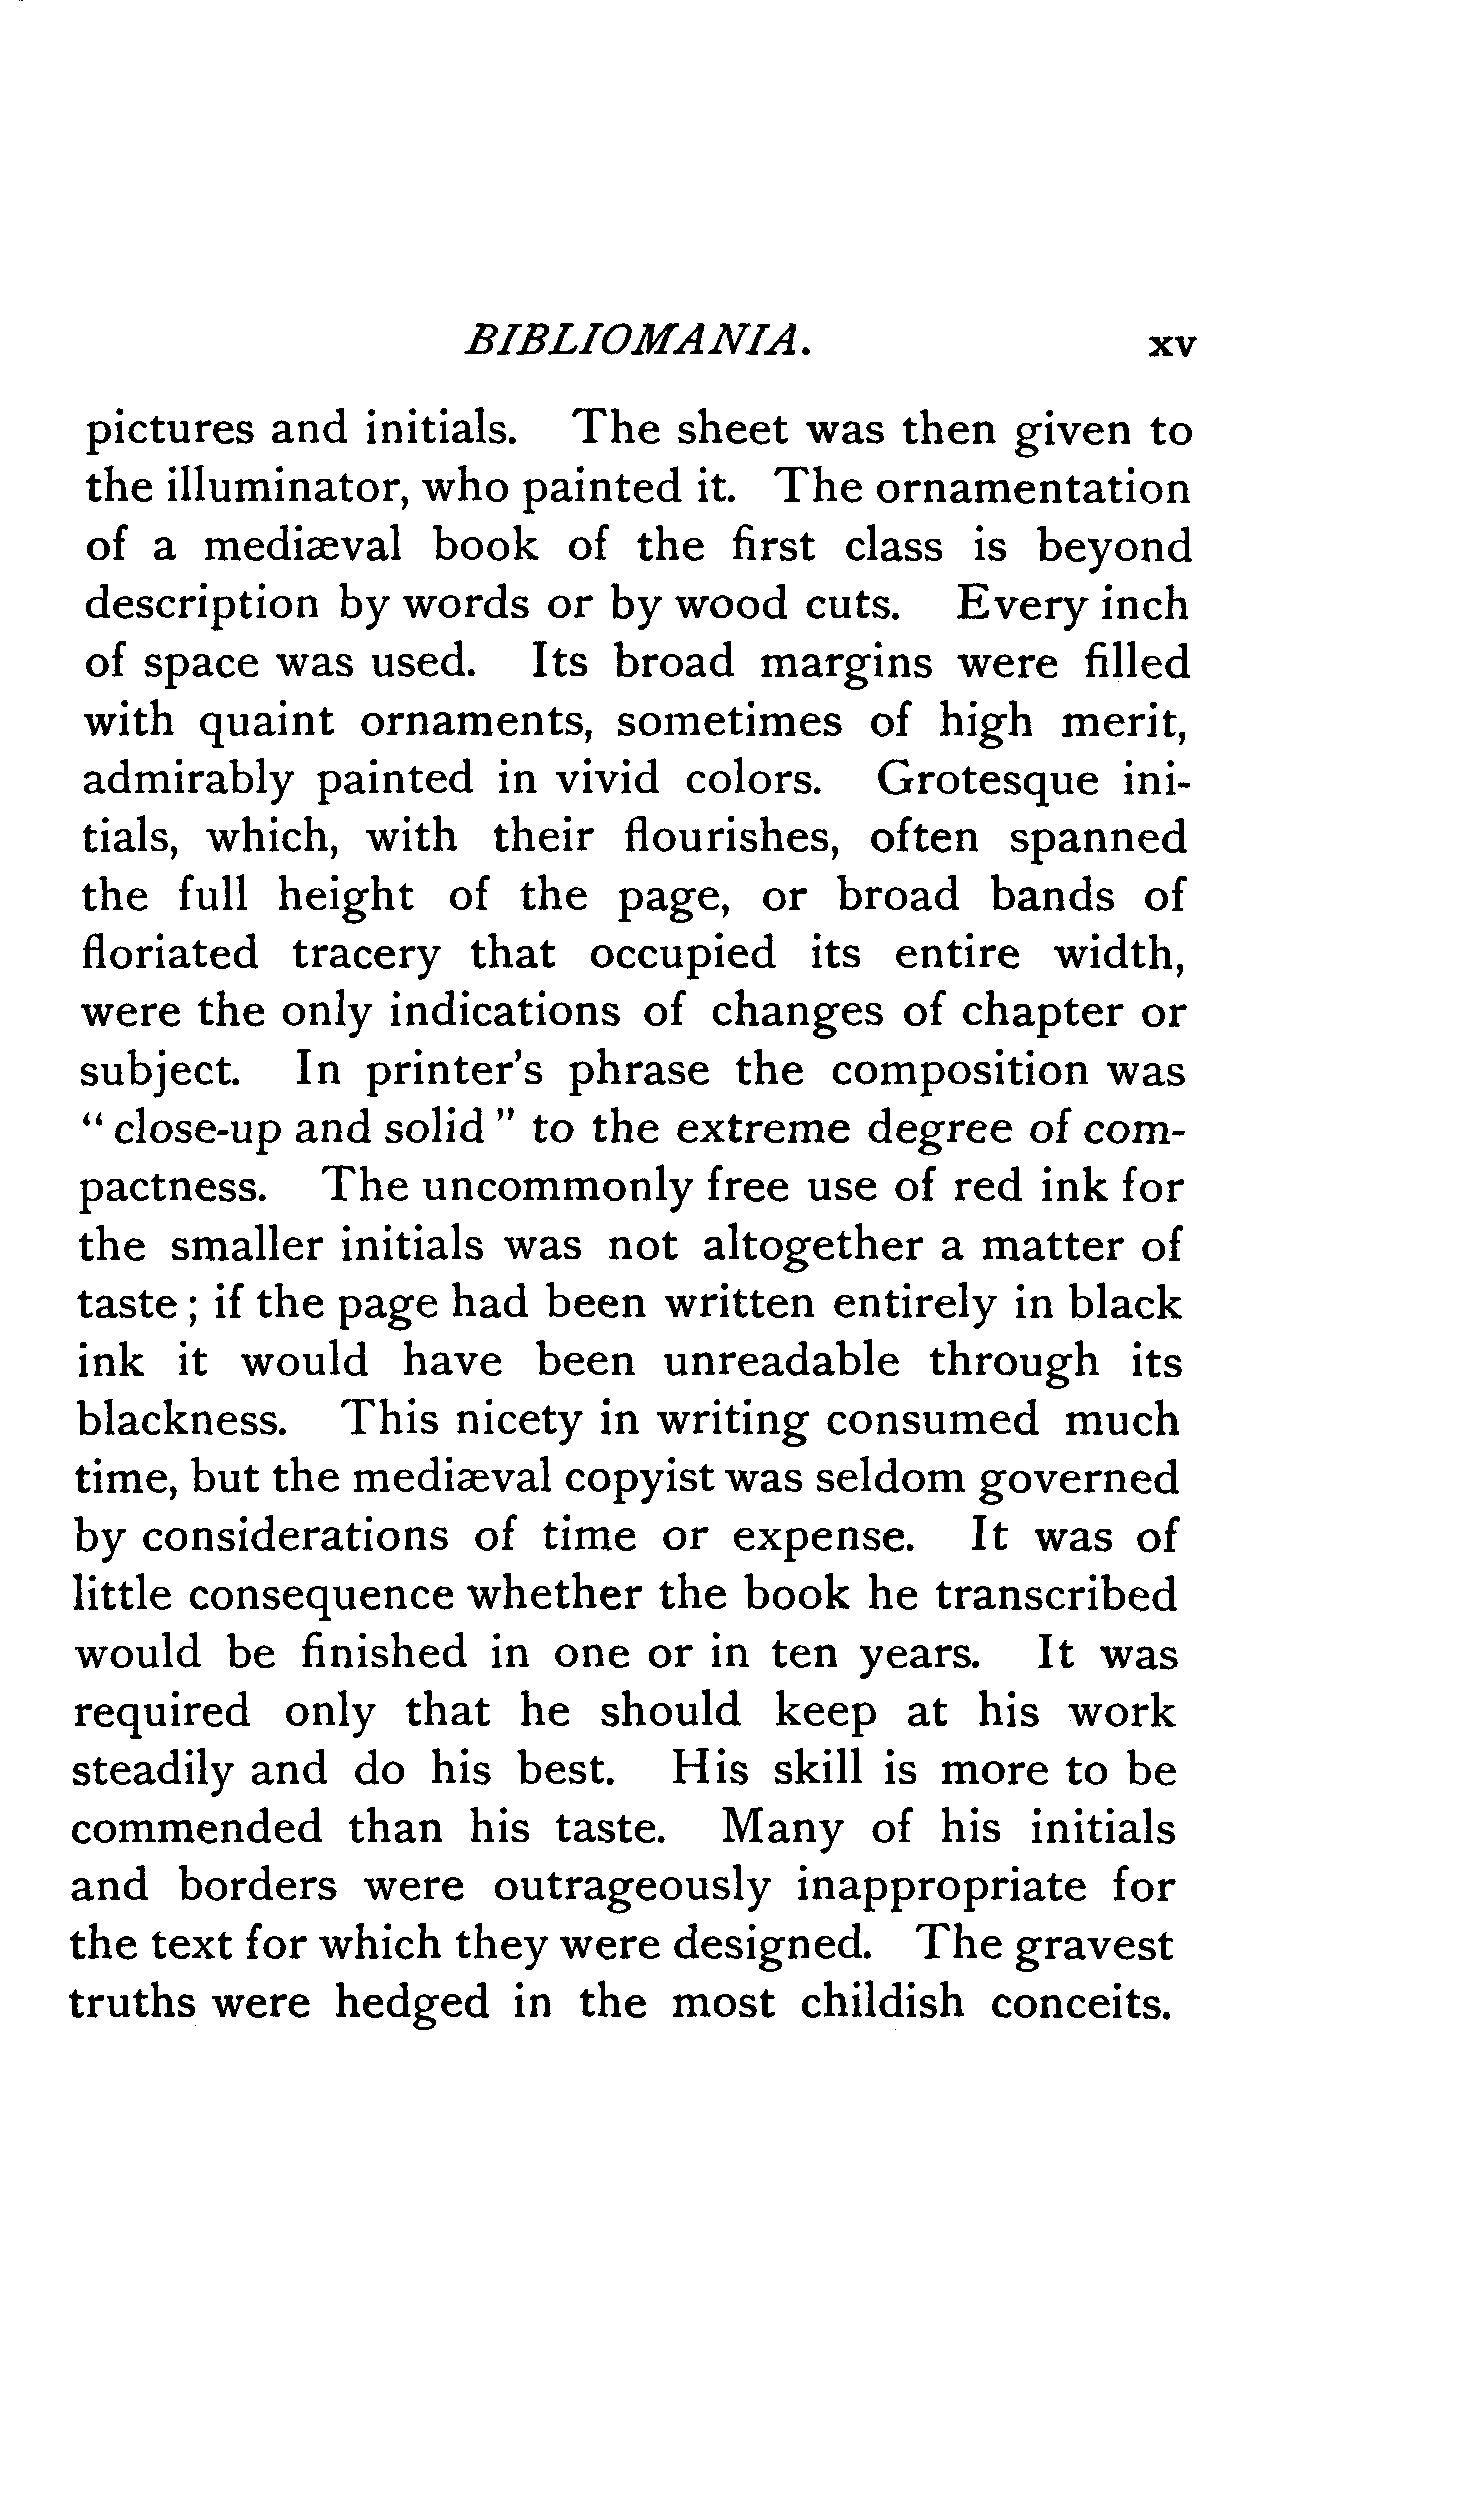 BIBLIOMANIA. xv
pictures and initials. The sheet was then given to
the illuminator, who painted it. The ornamentation
of a mediæval book of the first class is beyond
description by words or by wood cuts. Every inch
of space was used. Its broad margins were filled
with quaint ornaments, sometimes of high merit,
admirably painted in vivid colors. Grotesque ini-
tials, which, with their flourishes, often spanned
the full height of the page, or broad bands of
floriated tracery that occupied its entire width,
were the only indications of changes of chapter or
subject. In printer's phrase the composition was
“ close-up and solid ” to the extreme degree of com-
pactness. The uncommonly free use of red ink for
the smaller initials was not altogether a matter of
taste ; if the page had been written entirely in black
ink it would have been unreadable through its
blackness. This nicety in writing consumed much
time, but the mediæval copyist was seldom governed
by considerations of time or expense. It was of
little consequence whether the book he transcribed
would be finished in one or in ten years. It was
required only that he should keep at his work
steadily and do his best. His skill is more to be
commended than his taste. Many of his initials
and borders were outrageously inappropriate for
the text for which they were designed. The gravest
truths were hedged in the most childish conceits.